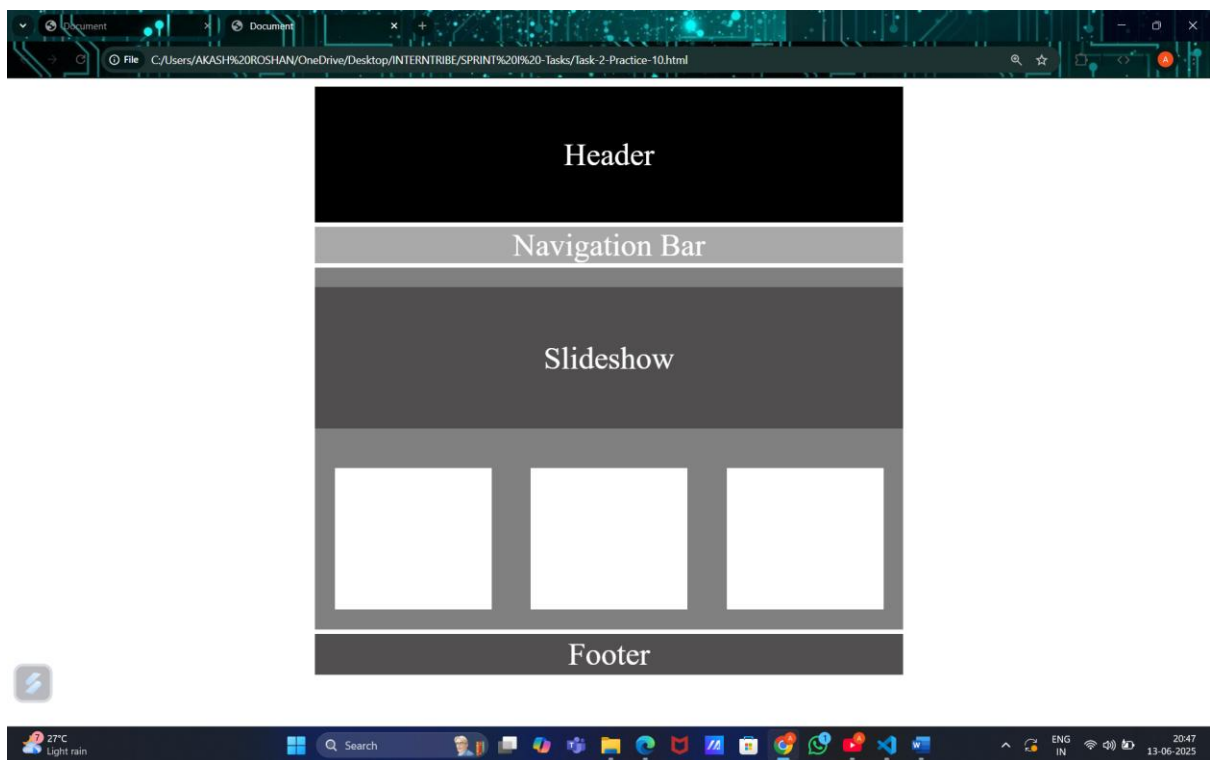 Document
Document
File C:/Users/AKASH%20ROSHAN/OneDrive/Desktop/INTERNTRIBE/SPRINT%20I%20-Tasks/Task-2-Practice-10.html
A
Header
Navigation Bar
Slideshow
Footer
7
27°C
Light rain
Search
ENG
IN
20:47
13-06-2025